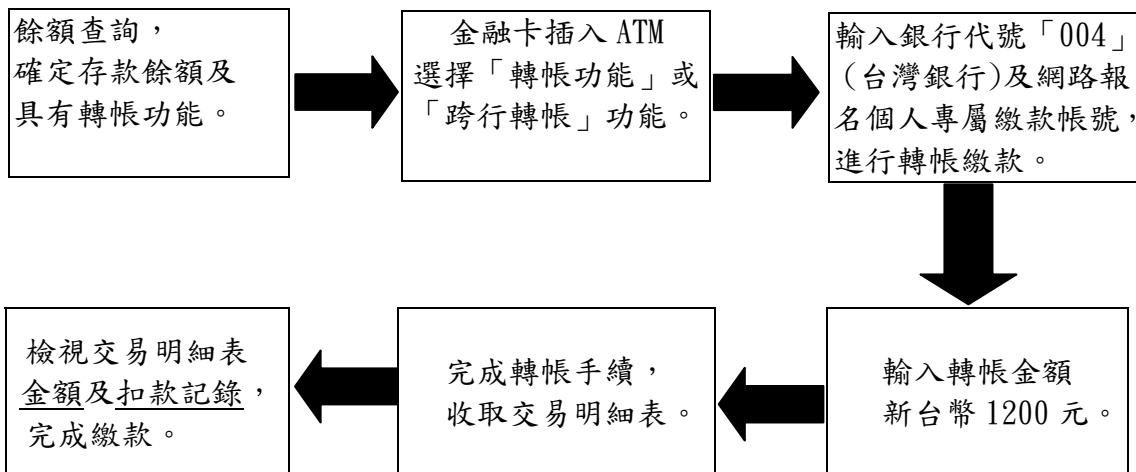 餘額查詢，
確定存款餘額及
具有轉帳功能。
金融卡插入 ATM
選擇「轉帳功能」或
「跨行轉帳」功能。
輸入銀行代號「004」
(台灣銀行)及網路報
名個人專屬繳款帳號，
進行轉帳繳款。
輸入轉帳金額
新台幣 1200 元。
完成轉帳手續，
收取交易明細表。
檢視交易明細表
金額及扣款記錄，
完成繳款。